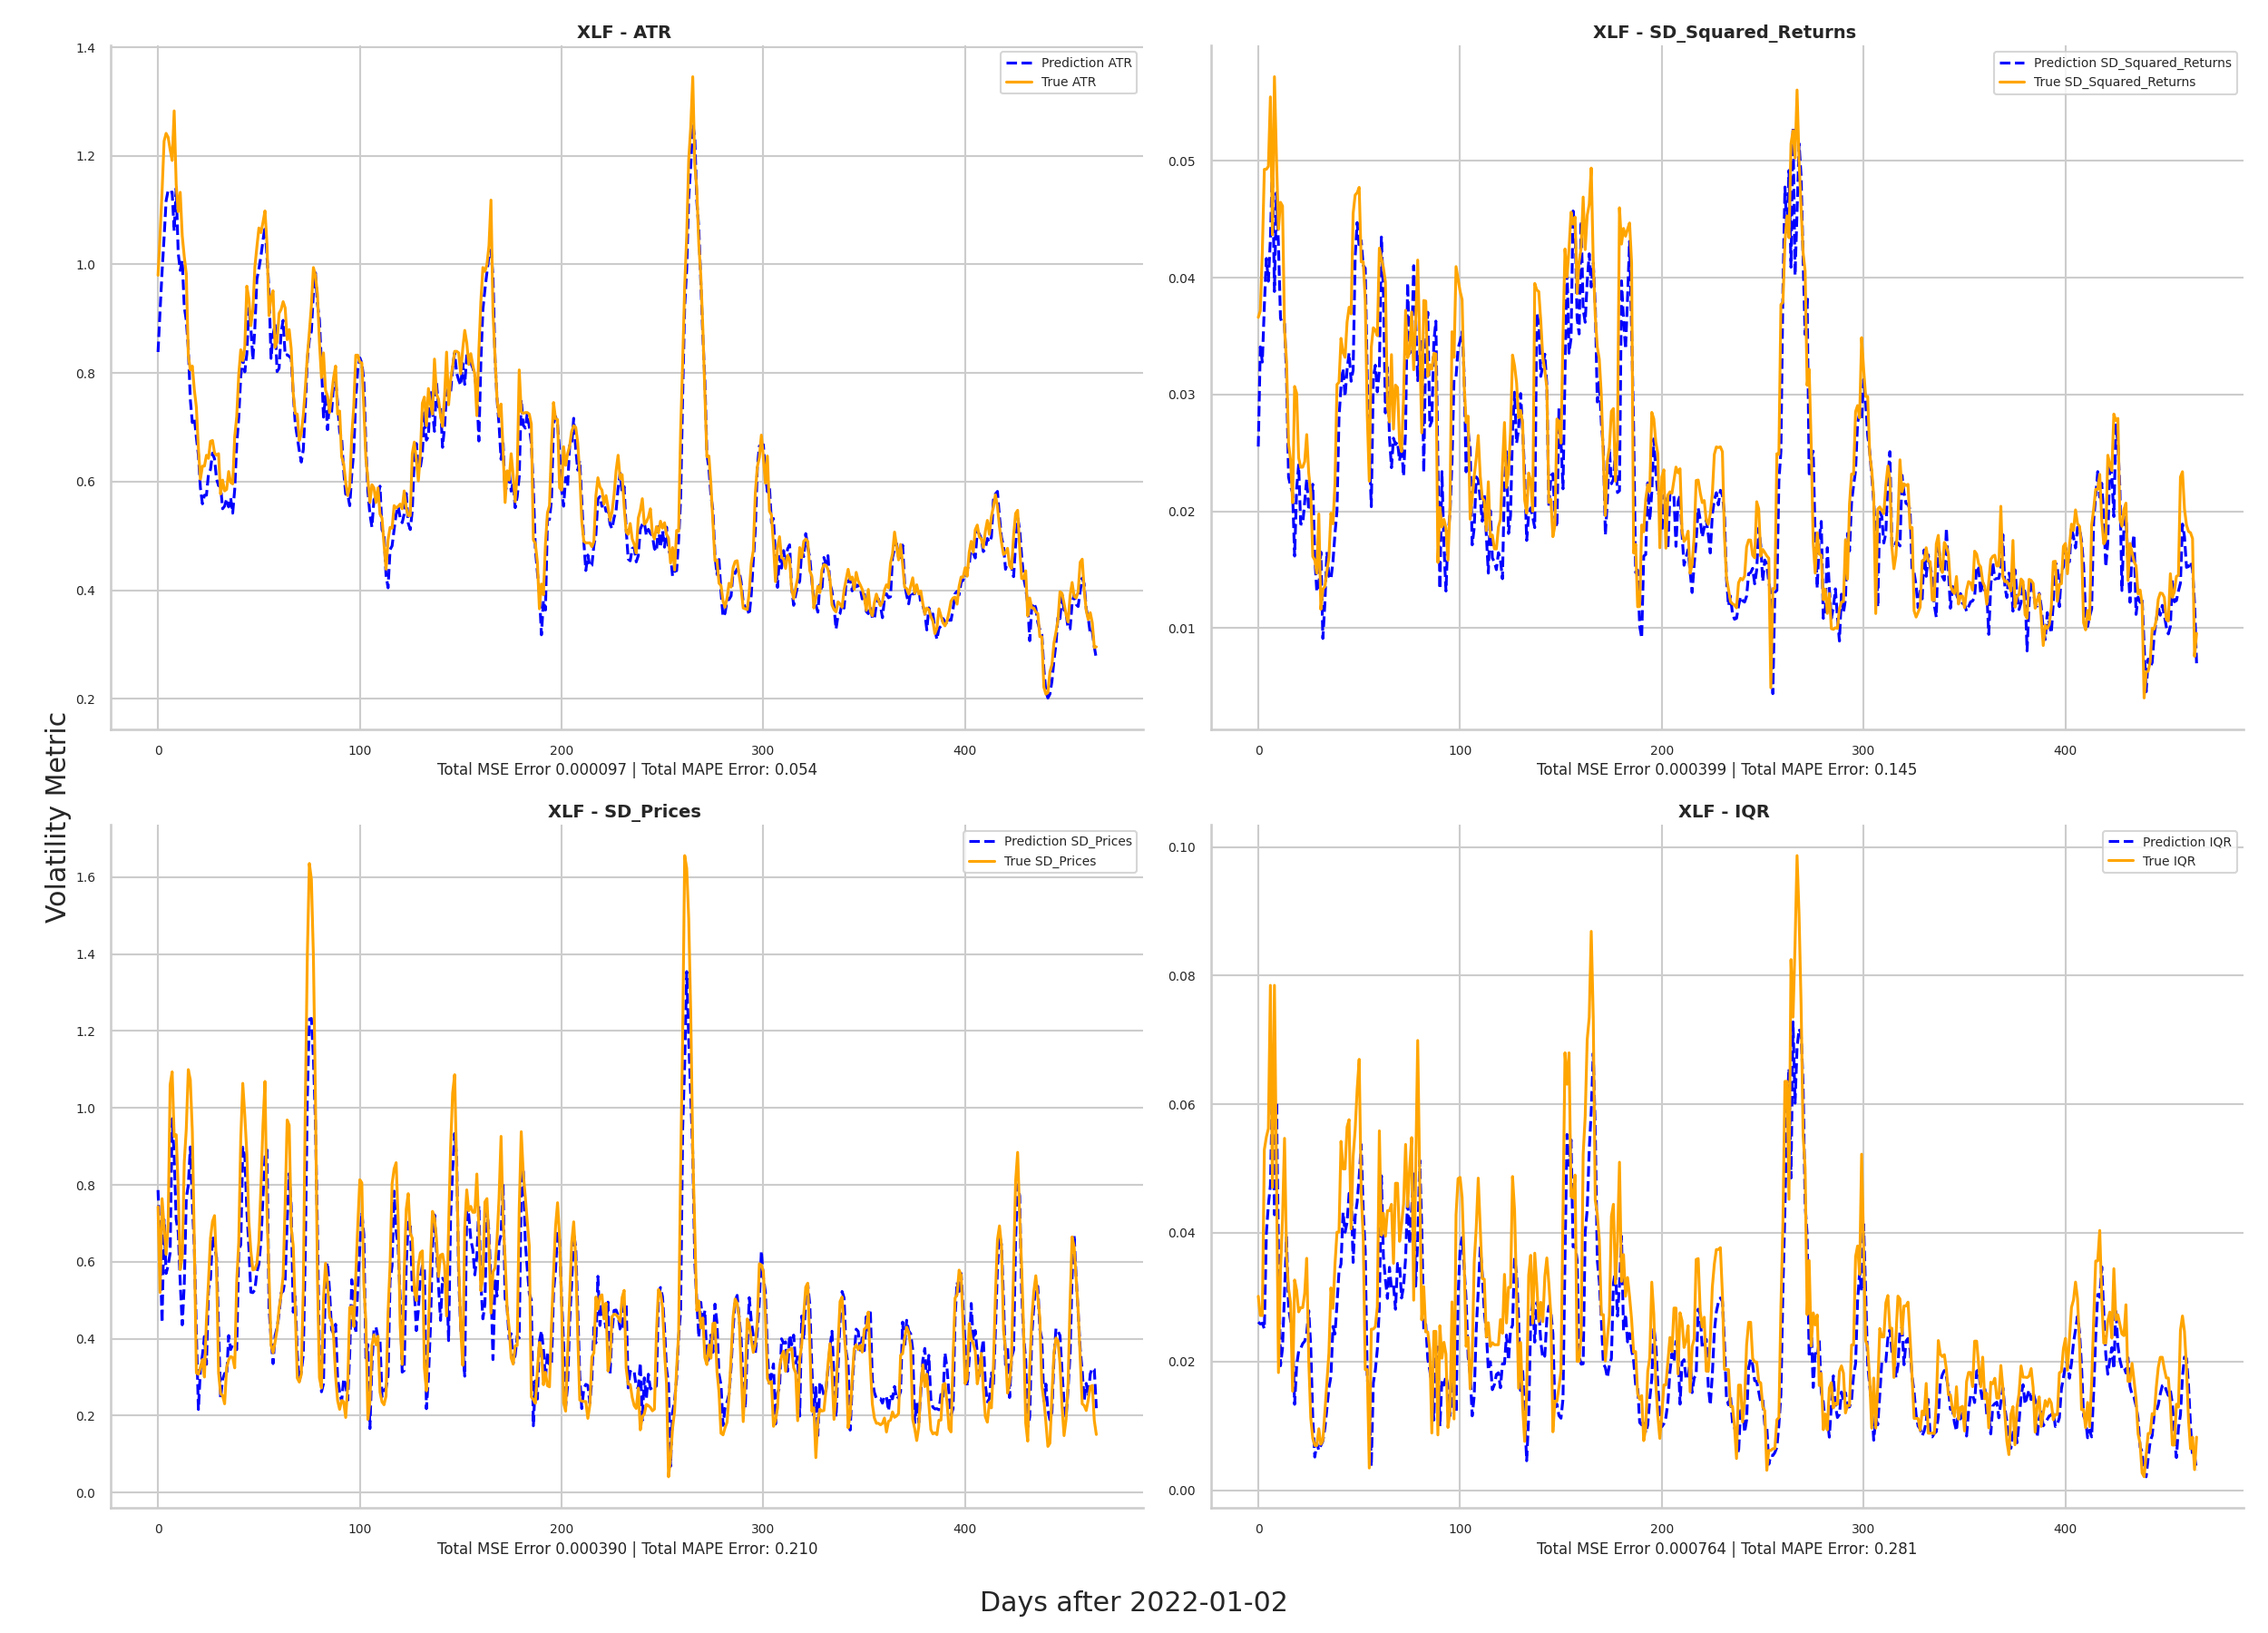 XLF - ATR
Prediction ATR
True ATR
1.4
1.2
1.0
0.8
0.6
0.4
0.2
0 100 200 300 400
Total MSE Error 0.000097 | Total MAPE Error: 0.054
XLF - SD_Squared_Returns
Prediction SD_Squared_Returns
True SD_Squared_Returns
0.05
0.04
0.03
0.02
0.01
0 100 200 300 400
Total MSE Error 0.000399 | Total MAPE Error: 0.145
Volatility Metric
XLF - SD_Prices
Prediction SD_Prices
True SD_Prices
1.6
1.4
1.2
1.0
0.8
0.6
0.4
0.2
0.0
0 100 200 300 400
Total MSE Error 0.000390 | Total MAPE Error: 0.210
XLF - IQR
Prediction IQR
True IQR
0.10
0.08
0.06
0.04
0.02
0.00
0 100 200 300 400
Total MSE Error 0.000764 | Total MAPE Error: 0.281
Days after 2022-01-02